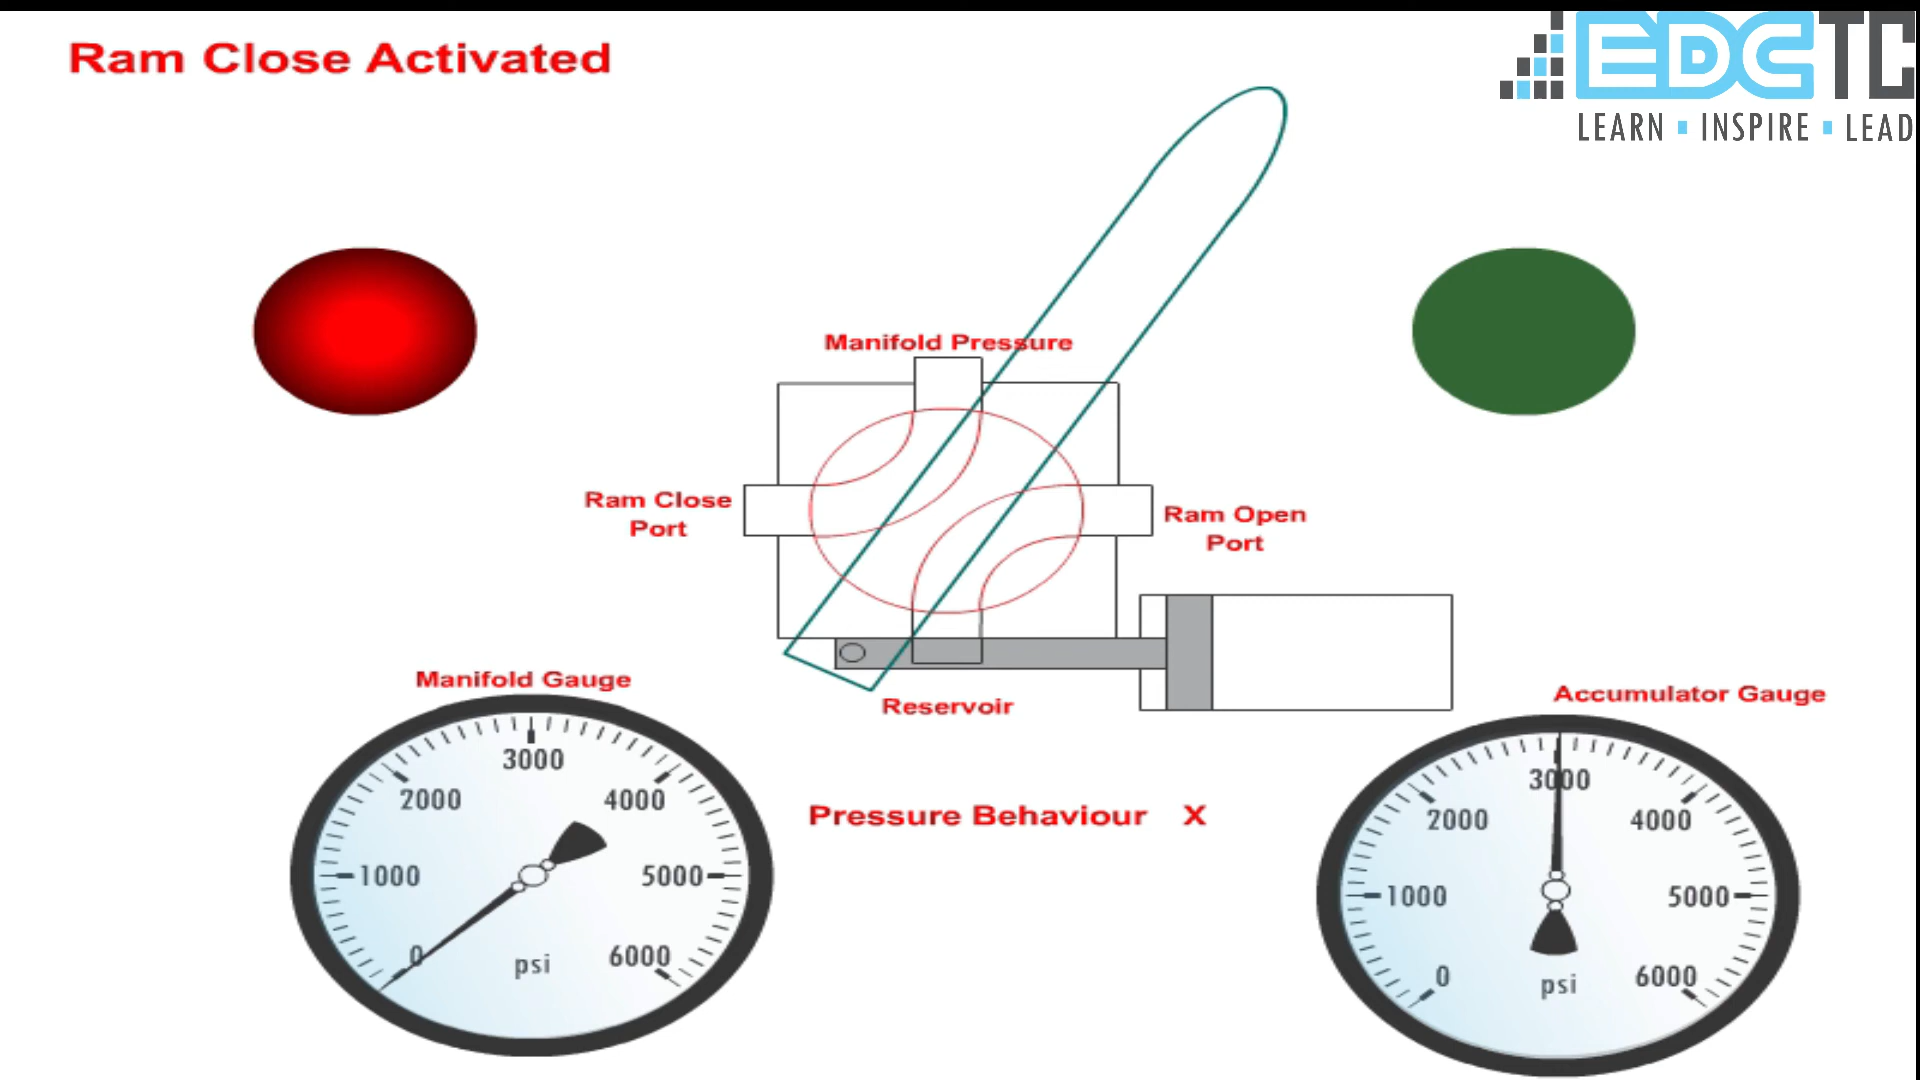 Ram Close Activated
EDCTC
LEARN ▪ INSPIRE ▪ LEAD
Manifold Pressure
Ram Close
Port
Ram Open
Port
Manifold Gauge
Reservoir
Accumulator Gauge
Pressure Behaviour X
0
1000
2000
3000
4000
5000
6000
psi
0
1000
2000
3000
4000
5000
6000
psi